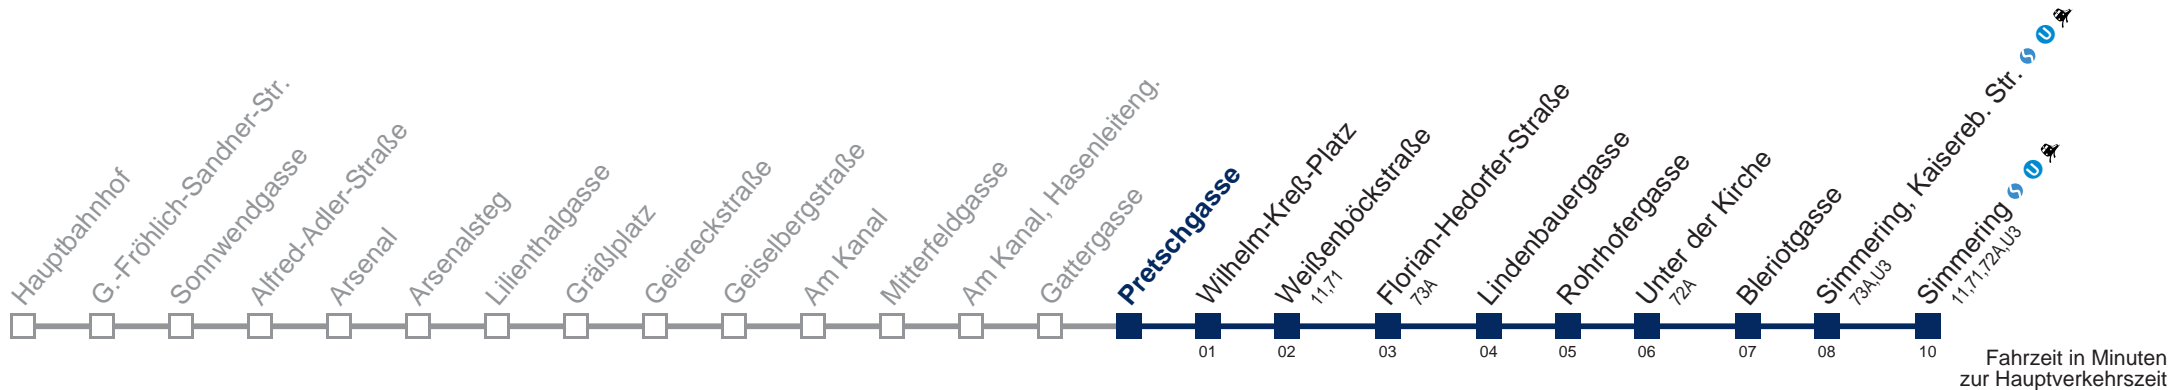 Hauptbahnhof
G.-Fröhlich-Sandner-Str.
Sonnwendgasse
Alfred-Adler-Straße
Arsenal
Arsenalsteg
Lilienthalgasse
Gräßlplatz
Geiereckstraße
Geiselbergstraße
Am Kanal
Mitterfeldgasse
Am Kanal, Hasenleiteng.
Gattergasse
Pretschgasse
Wilhelm-Kreß-Platz
01
Weißenböckstraße
11,71
02
Florian-Hedorfer-Straße
73A
03
Lindenbauergasse
04
Rohrhofergasse
05
Unter der Kirche
72A
06
Bleriotgasse
07
Simmering, Kaisereb. Str. S U
73A,U3
08
Simmering S U
11,71,72A,U3
10
Fahrzeit in Minuten
zur Hauptverkehrszeit